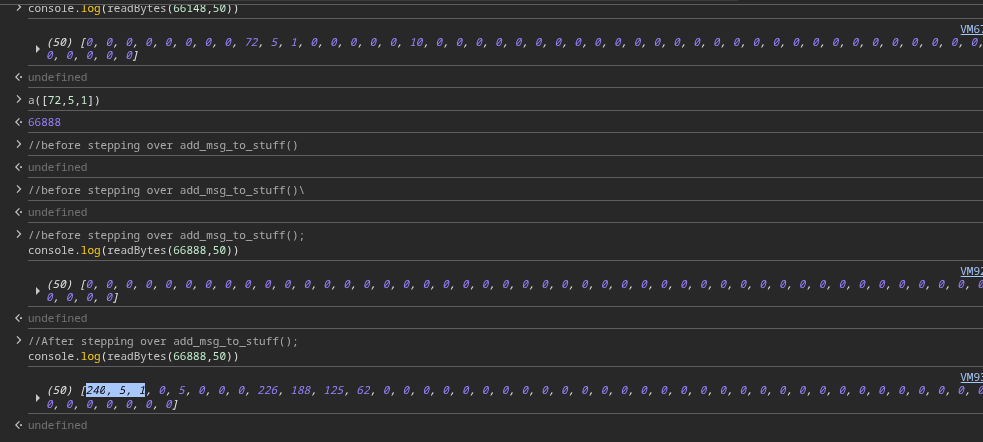 > console.log(readBytes(66148,50))
VM67
(50) [0, 0, 0, 0, 0, 0, 0, 0, 72, 5, 1, 0, 0, 0, 0, 0, 10, 0, 0, 0, 0, 0, 0, 0, 0, 0, 0, 0, 0, 0, 0, 0, 0, 0, 0, 0, 0, 0, 0, 0, 0, 0, 0, 0, 0,
0, 0, 0, 0, 0]
undefined
> a([72,5,1])
66888
> //before stepping over add_msg_to_stuff()
undefined
> //before stepping over add_msg_to_stuff()\
undefined
> //before stepping over add_msg_to_stuff();
console.log(readBytes(66888,50))
VM92
(50) [0, 0, 0, 0, 0, 0, 0, 0, 0, 0, 0, 0, 0, 0, 0, 0, 0, 0, 0, 0, 0, 0, 0, 0, 0, 0, 0, 0, 0, 0, 0, 0, 0, 0, 0, 0, 0, 0, 0, 0, 0, 0, 0, 0, 0, 0
0, 0, 0, 0]
undefined
> //After stepping over add_msg_to_stuff();
console.log(readBytes(66888,50))
VM93
(50) [240, 5, 1, 0, 5, 0, 0, 0, 226, 188, 125, 62, 0, 0, 0, 0, 0, 0, 0, 0, 0, 0, 0, 0, 0, 0, 0, 0, 0, 0, 0, 0, 0, 0, 0, 0, 0, 0, 0, 0, 0, 0, 0
0, 0, 0, 0, 0, 0, 0]
undefined